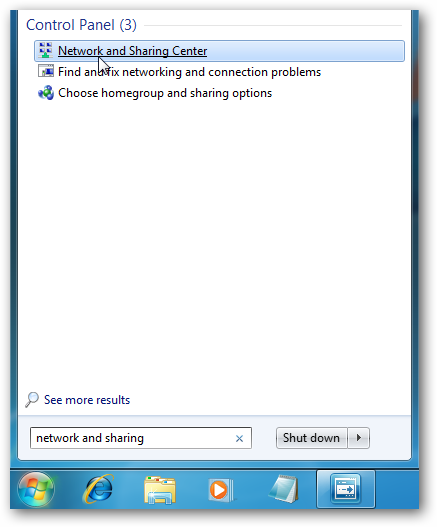 Control Panel (3)
Network and Sharing Center
Find and fix networking and connection problems
Choose homegroup and sharing options
See more results
network and sharing
Shut down